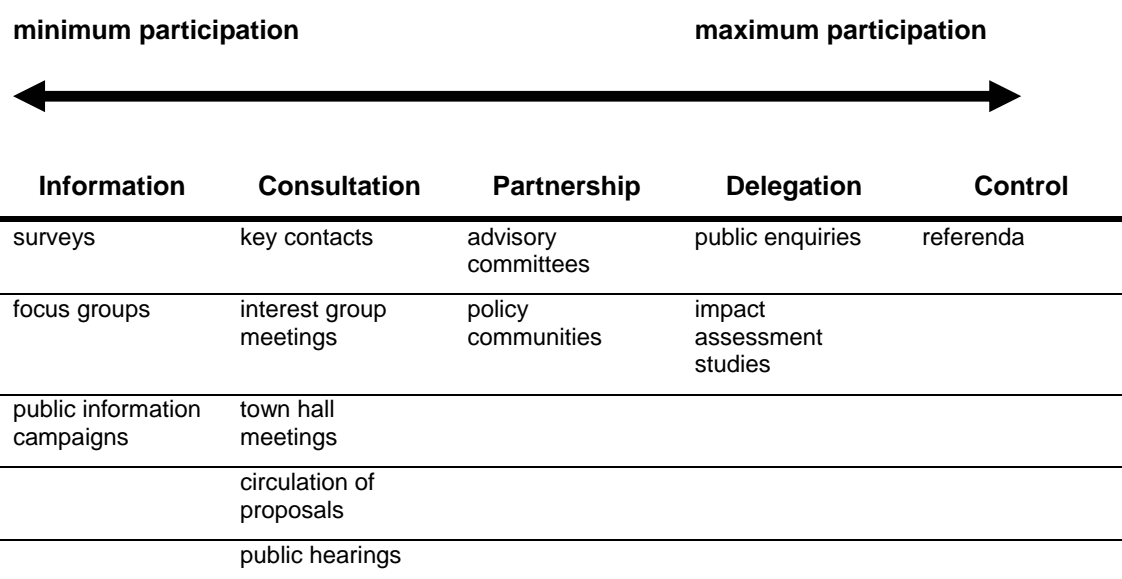 minimum participation maximum participation
Information Consultation Partnership Delegation Control
surveys key contacts advisory public enquiries referenda
committees
focus groups interest group policy impact
meetings communities assessment
studies
public information town hall
campaigns meetings
circulation of
proposals
public hearings